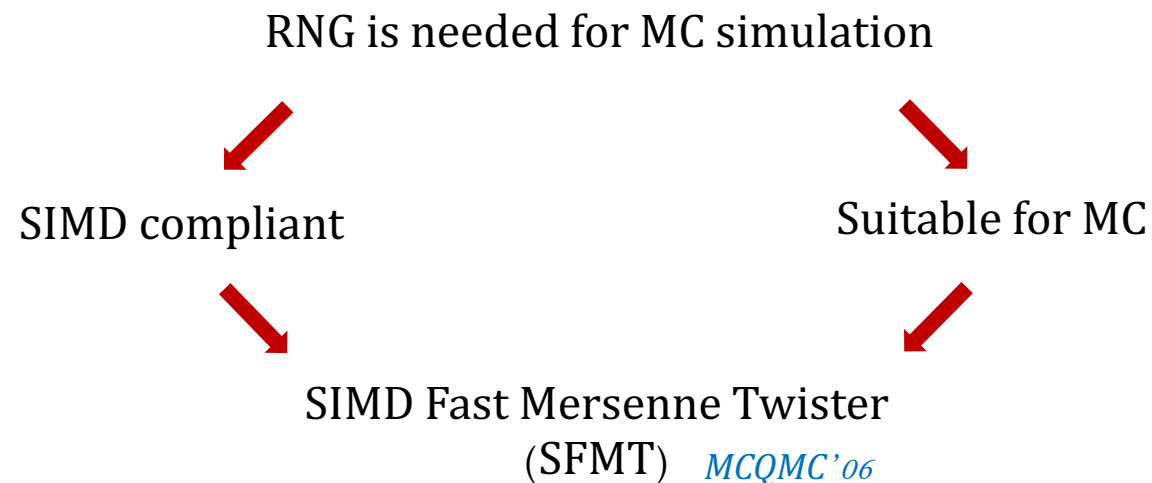 RNG is needed for MC simulation
SIMD compliant
Suitable for MC
SIMD Fast Mersenne Twister
(SFMT) MCQMC’06